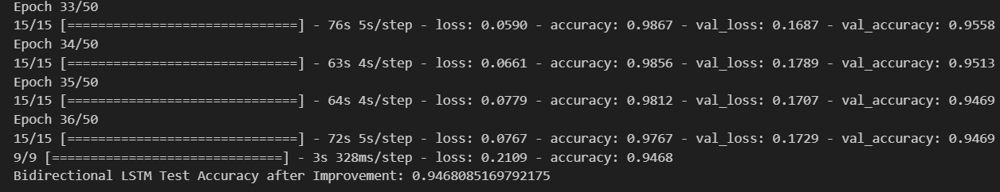 Epoch 33/50
15/15 [==============================] - 76s 5s/step - loss: 0.0590 - accuracy: 0.9867 - val_loss: 0.1687 - val_accuracy: 0.9558
Epoch 34/50
15/15 [==============================] - 63s 4s/step - loss: 0.0661 - accuracy: 0.9856 - val_loss: 0.1789 - val_accuracy: 0.9513
Epoch 35/50
15/15 [==============================] - 64s 4s/step - loss: 0.0779 - accuracy: 0.9812 - val_loss: 0.1707 - val_accuracy: 0.9469
Epoch 36/50
15/15 [==============================] - 72s 5s/step - loss: 0.0767 - accuracy: 0.9767 - val_loss: 0.1729 - val_accuracy: 0.9469
9/9 [==============================] - 3s 328ms/step - loss: 0.2109 - accuracy: 0.9468
Bidirectional LSTM Test Accuracy after Improvement: 0.9468085169792175